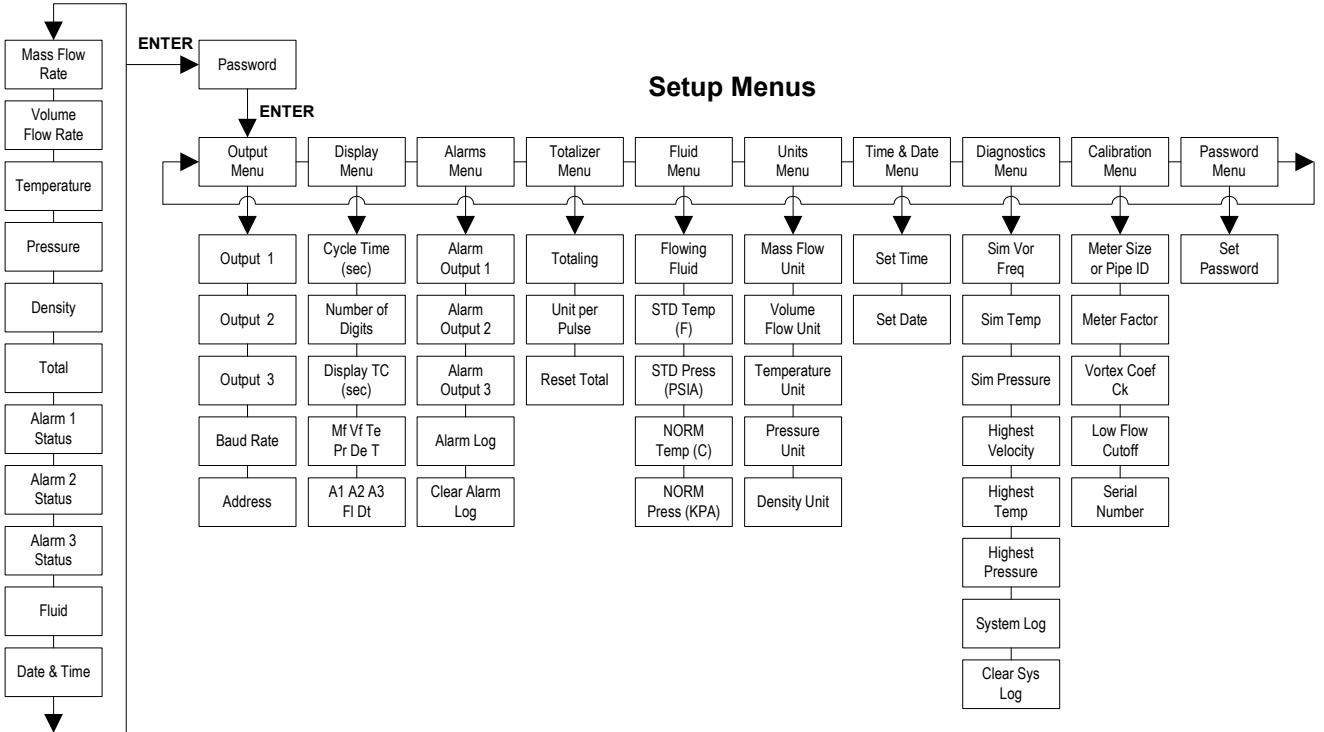 Mass Flow
Rate
Volume
Flow Rate
Temperature
Pressure
Density
Total
Alarm 1
Status
Alarm 2
Status
Alarm 3
Status
Fluid
Date & Time
ENTER
Password
ENTER
Setup Menus
Output
Menu
Output 1
Output 2
Output 3
Baud Rate
Address
Display
Menu
Cycle Time
(sec)
Number of
Digits
Display TC
(sec)
Mf Vf Te
Pr De T
A1 A2 A3
Fl Dt
Alarms
Menu
Alarm
Output 1
Alarm
Output 2
Alarm
Output 3
Alarm Log
Clear Alarm
Log
Totalizer
Menu
Totaling
Unit per
Pulse
Reset Total
Fluid
Menu
Flowing
Fluid
STD Temp
(F)
STD Press
(PSIA)
NORM
Temp (C)
NORM
Press (KPA)
Units
Menu
Mass Flow
Unit
Volume
Flow Unit
Temperature
Unit
Pressure
Unit
Density Unit
Time & Date
Menu
Set Time
Set Date
Diagnostics
Menu
Sim Vor
Freq
Sim Temp
Sim Pressure
Highest
Velocity
Highest
Temp
Highest
Pressure
System Log
Clear Sys
Log
Calibration
Menu
Meter Size
or Pipe ID
Meter Factor
Vortex Coef
Ck
Low Flow
Cutoff
Serial
Number
Password
Menu
Set
Password